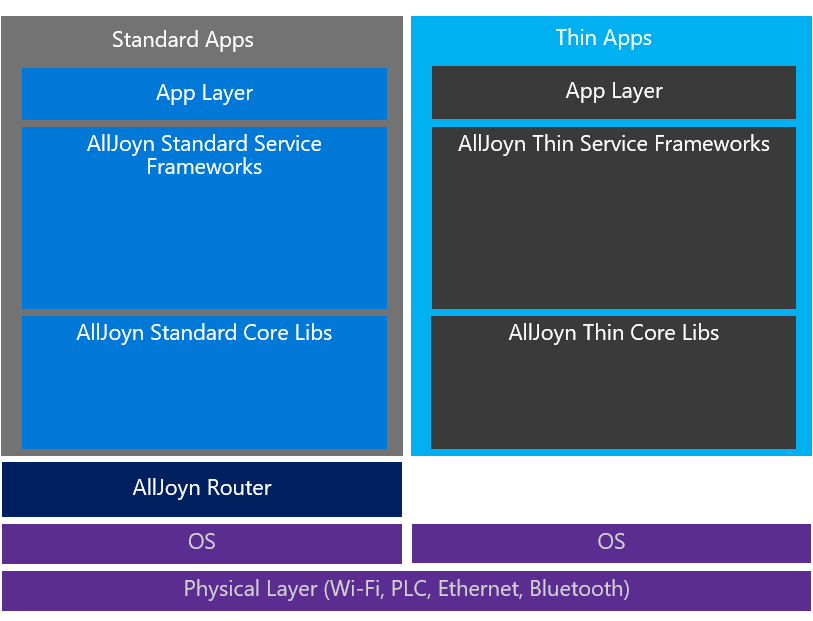 Standard Apps
App Layer
AllJoyn Standard Service
Frameworks
AllJoyn Standard Core Libs
AllJoyn Router
OS
Thin Apps
App Layer
AllJoyn Thin Service Frameworks
AllJoyn Thin Core Libs
OS
Physical Layer (Wi-Fi, PLC, Ethernet, Bluetooth)